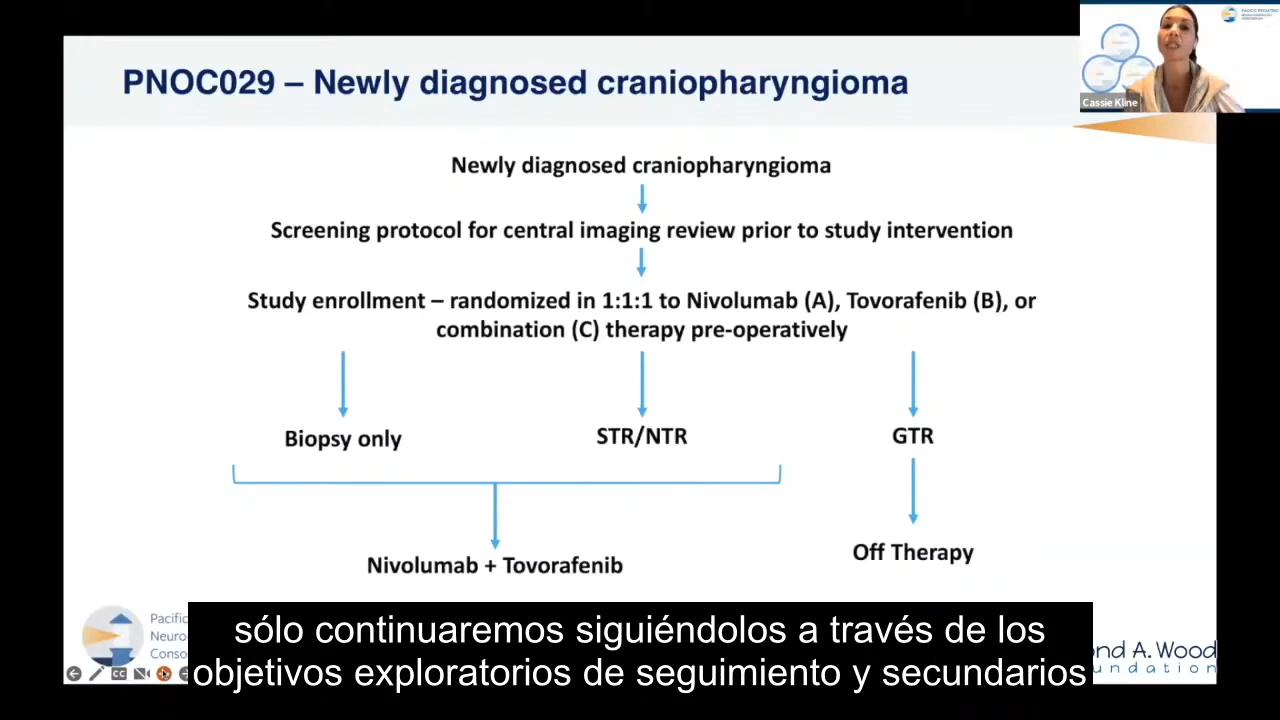 PNOC029 – Newly diagnosed craniopharyngioma
Cassie Kline
Newly diagnosed craniopharyngioma
Screening protocol for central imaging review prior to study intervention
Study enrollment – randomized in 1:1:1 to Nivolumab (A), Tovorafenib (B), or
combination (C) therapy pre-operatively
Biopsy only
STR/NTR
GTR
Nivolumab + Tovorafenib
Off Therapy
Pacific
Neuro
Conso
nd A. Wood
undation
sólo continuaremos siguiéndolos a través de los
objetivos exploratorios de seguimiento y secundarios